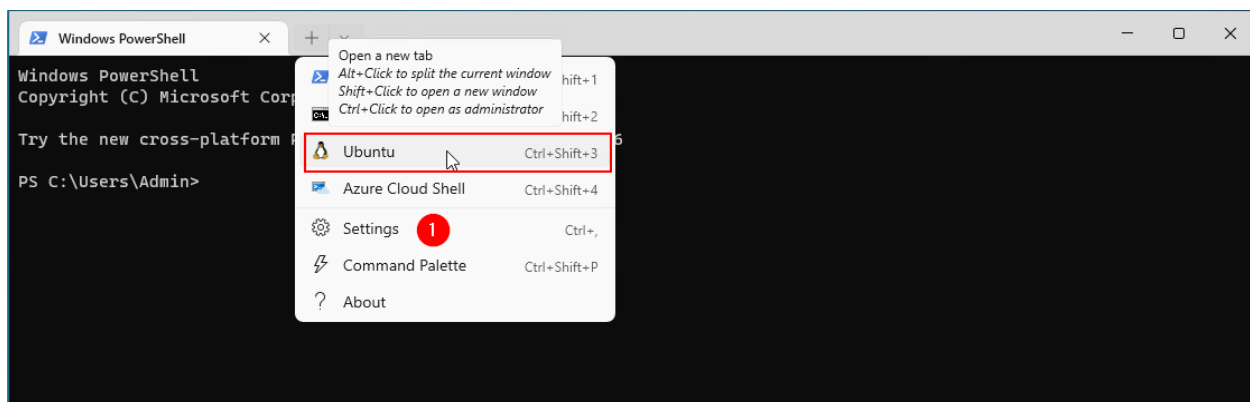 Windows PowerShell
Open a new tab
Alt+Click to split the current window
Shift+Click to open a new window
Ctrl+Click to open as administrator
Windows PowerShell
Copyright (C) Microsoft Corp
Try the new cross-platform
6
PS C:\Users\Admin>
hift+1
hift+2
Ubuntu Ctrl+Shift+3
Azure Cloud Shell Ctrl+Shift+4
Settings 1 Ctrl+,
Command Palette Ctrl+Shift+P
About